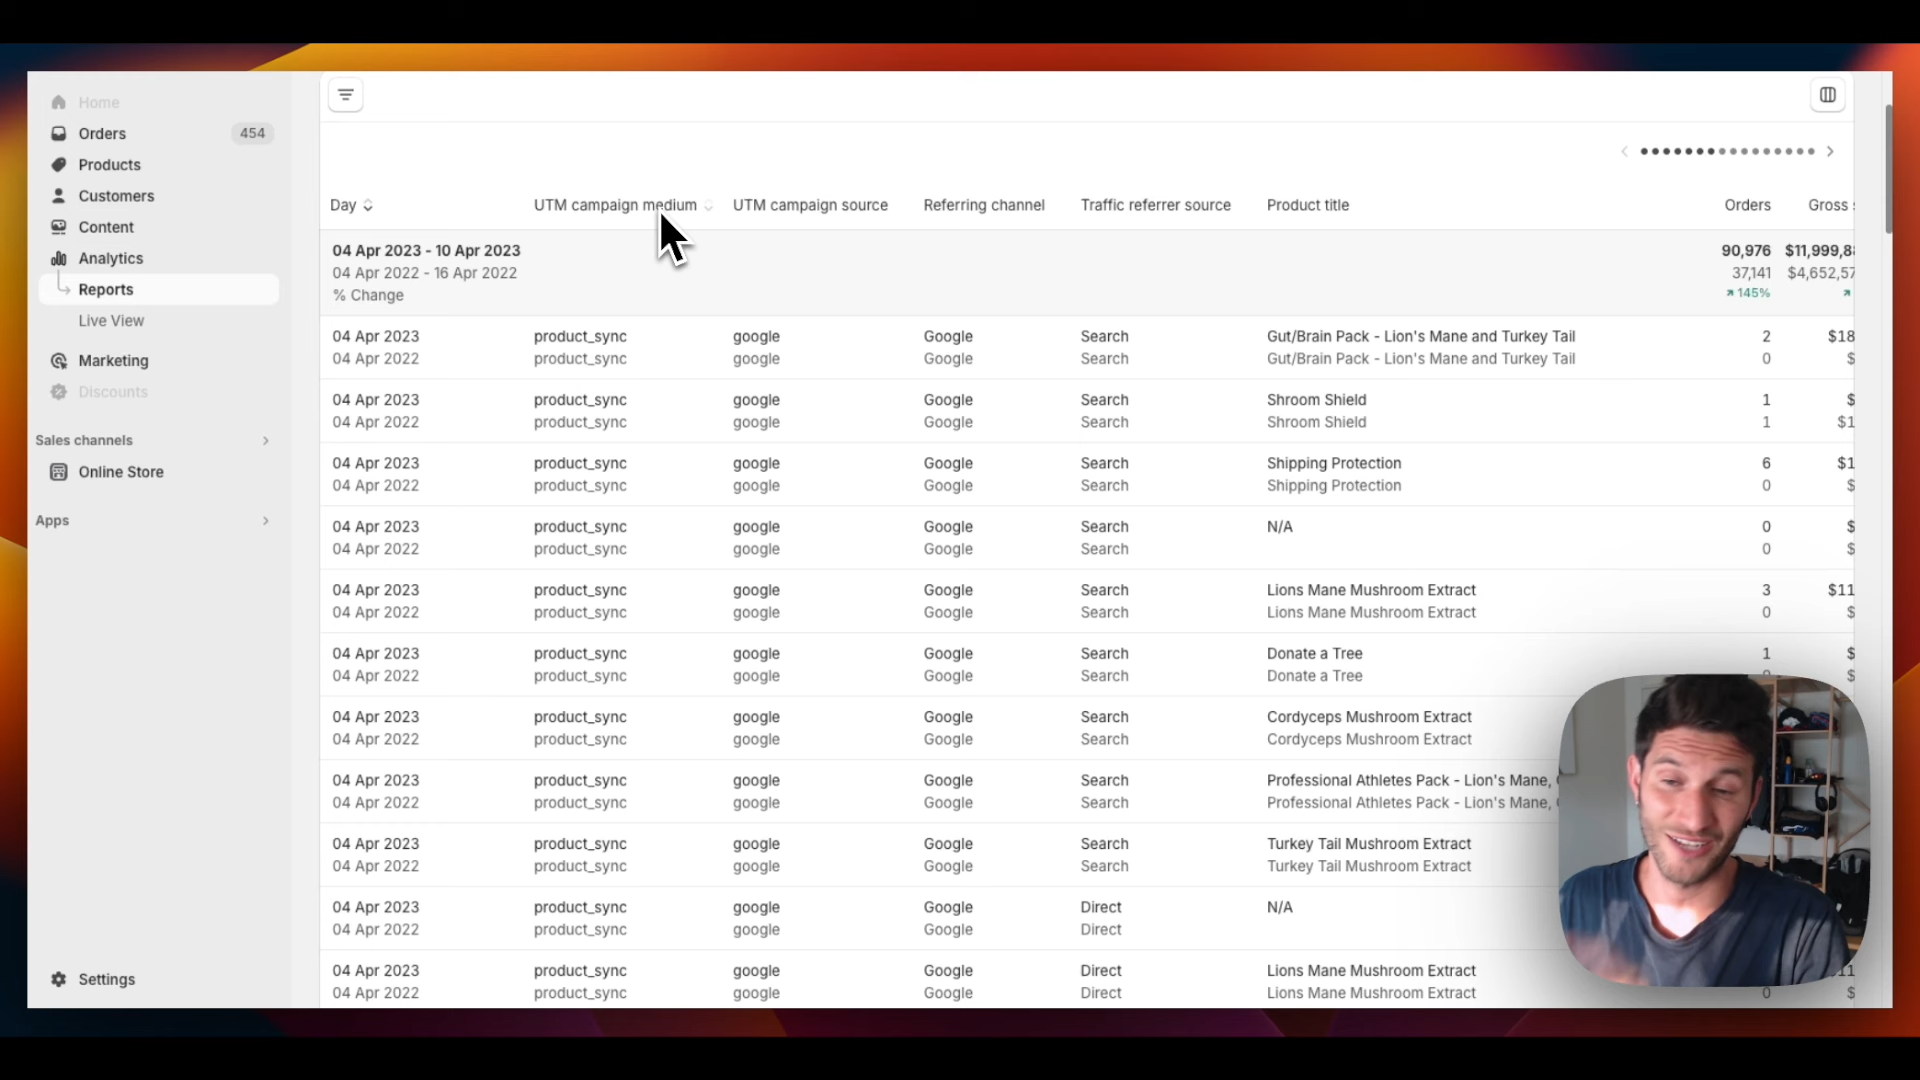 Home
Orders 454
Products
Customers
Content
Analytics
Reports
Live View
Marketing
Discounts
Sales channels
Online Store
Apps
Settings
Day UTM campaign medium UTM campaign source Referring channel Traffic referrer source Product title Orders Gross
04 Apr 2023 - 10 Apr 2023 90,976 $11,999,8
04 Apr 2022 - 16 Apr 2022 37,141 $4,652,57
% Change 145%
04 Apr 2023 product_sync google Google Search Gut/Brain Pack - Lion's Mane and Turkey Tail 2 $18
04 Apr 2022 product_sync google Google Search Gut/Brain Pack - Lion's Mane and Turkey Tail 0 $
04 Apr 2023 product_sync google Google Search Shroom Shield 1 $
04 Apr 2022 product_sync google Google Search Shroom Shield 1 $1
04 Apr 2023 product_sync google Google Search Shipping Protection 6 $1
04 Apr 2022 product_sync google Google Search Shipping Protection 0 $
04 Apr 2023 product_sync google Google Search N/A 0 $
04 Apr 2022 product_sync google Google Search 0 $
04 Apr 2023 product_sync google Google Search Lions Mane Mushroom Extract 3 $11
04 Apr 2022 product_sync google Google Search Lions Mane Mushroom Extract 0 $
04 Apr 2023 product_sync google Google Search Donate a Tree 1 $
04 Apr 2022 product_sync google Google Search Donate a Tree $
04 Apr 2023 product_sync google Google Search Cordyceps Mushroom Extract
04 Apr 2022 product_sync google Google Search Cordyceps Mushroom Extract
04 Apr 2023 product_sync google Google Search Professional Athletes Pack - Lion's Mane,
04 Apr 2022 product_sync google Google Search Professional Athletes Pack - Lion's Mane,
04 Apr 2023 product_sync google Google Search Turkey Tail Mushroom Extract
04 Apr 2022 product_sync google Google Search Turkey Tail Mushroom Extract
04 Apr 2023 product_sync google Google Direct N/A
04 Apr 2022 product_sync google Google Direct
04 Apr 2023 product_sync google Google Direct Lions Mane Mushroom Extract 11
04 Apr 2022 product_sync google Google Direct Lions Mane Mushroom Extract 0 $